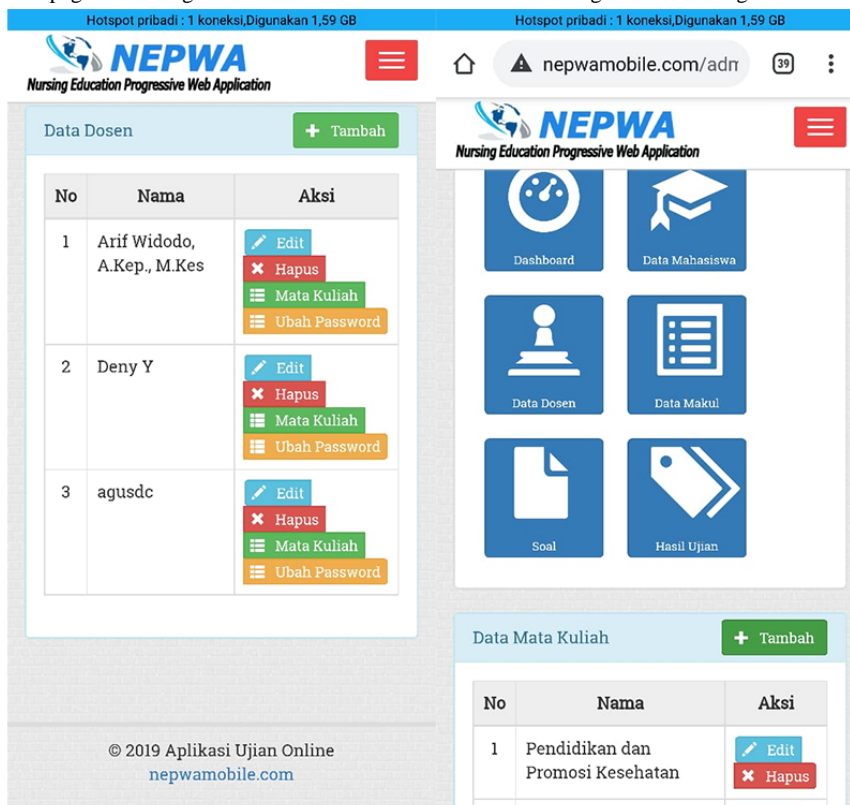 Hotspot pribadi : 1 koneksi,Digunakan 1,59 GB
NEPWA
Nursing Education Progressive Web Application
Data Dosen
Tambah
No Nama Aksi
1 Arif Widodo, Edit
A.Kep., M.Kes Hapus
Mata Kuliah
Ubah Password
2 Deny Y Edit
Hapus
Mata Kuliah
Ubah Password
3 agusdc Edit
Hapus
Mata Kuliah
Ubah Password
© 2019 Aplikasi Ujian Online
nepwamobile.com
Hotspot pribadi : 1 koneksi,Digunakan 1,59 GB
nepwamobile.com/adm 39
NEPWA
Nursing Education Progressive Web Application
Dashboard Data Mahasiswa
Data Dosen Data Makul
Soal Hasil Ujian
Data Mata Kuliah
Tambah
No Nama Aksi
1 Pendidikan dan Edit
Promosi Kesehatan Hapus